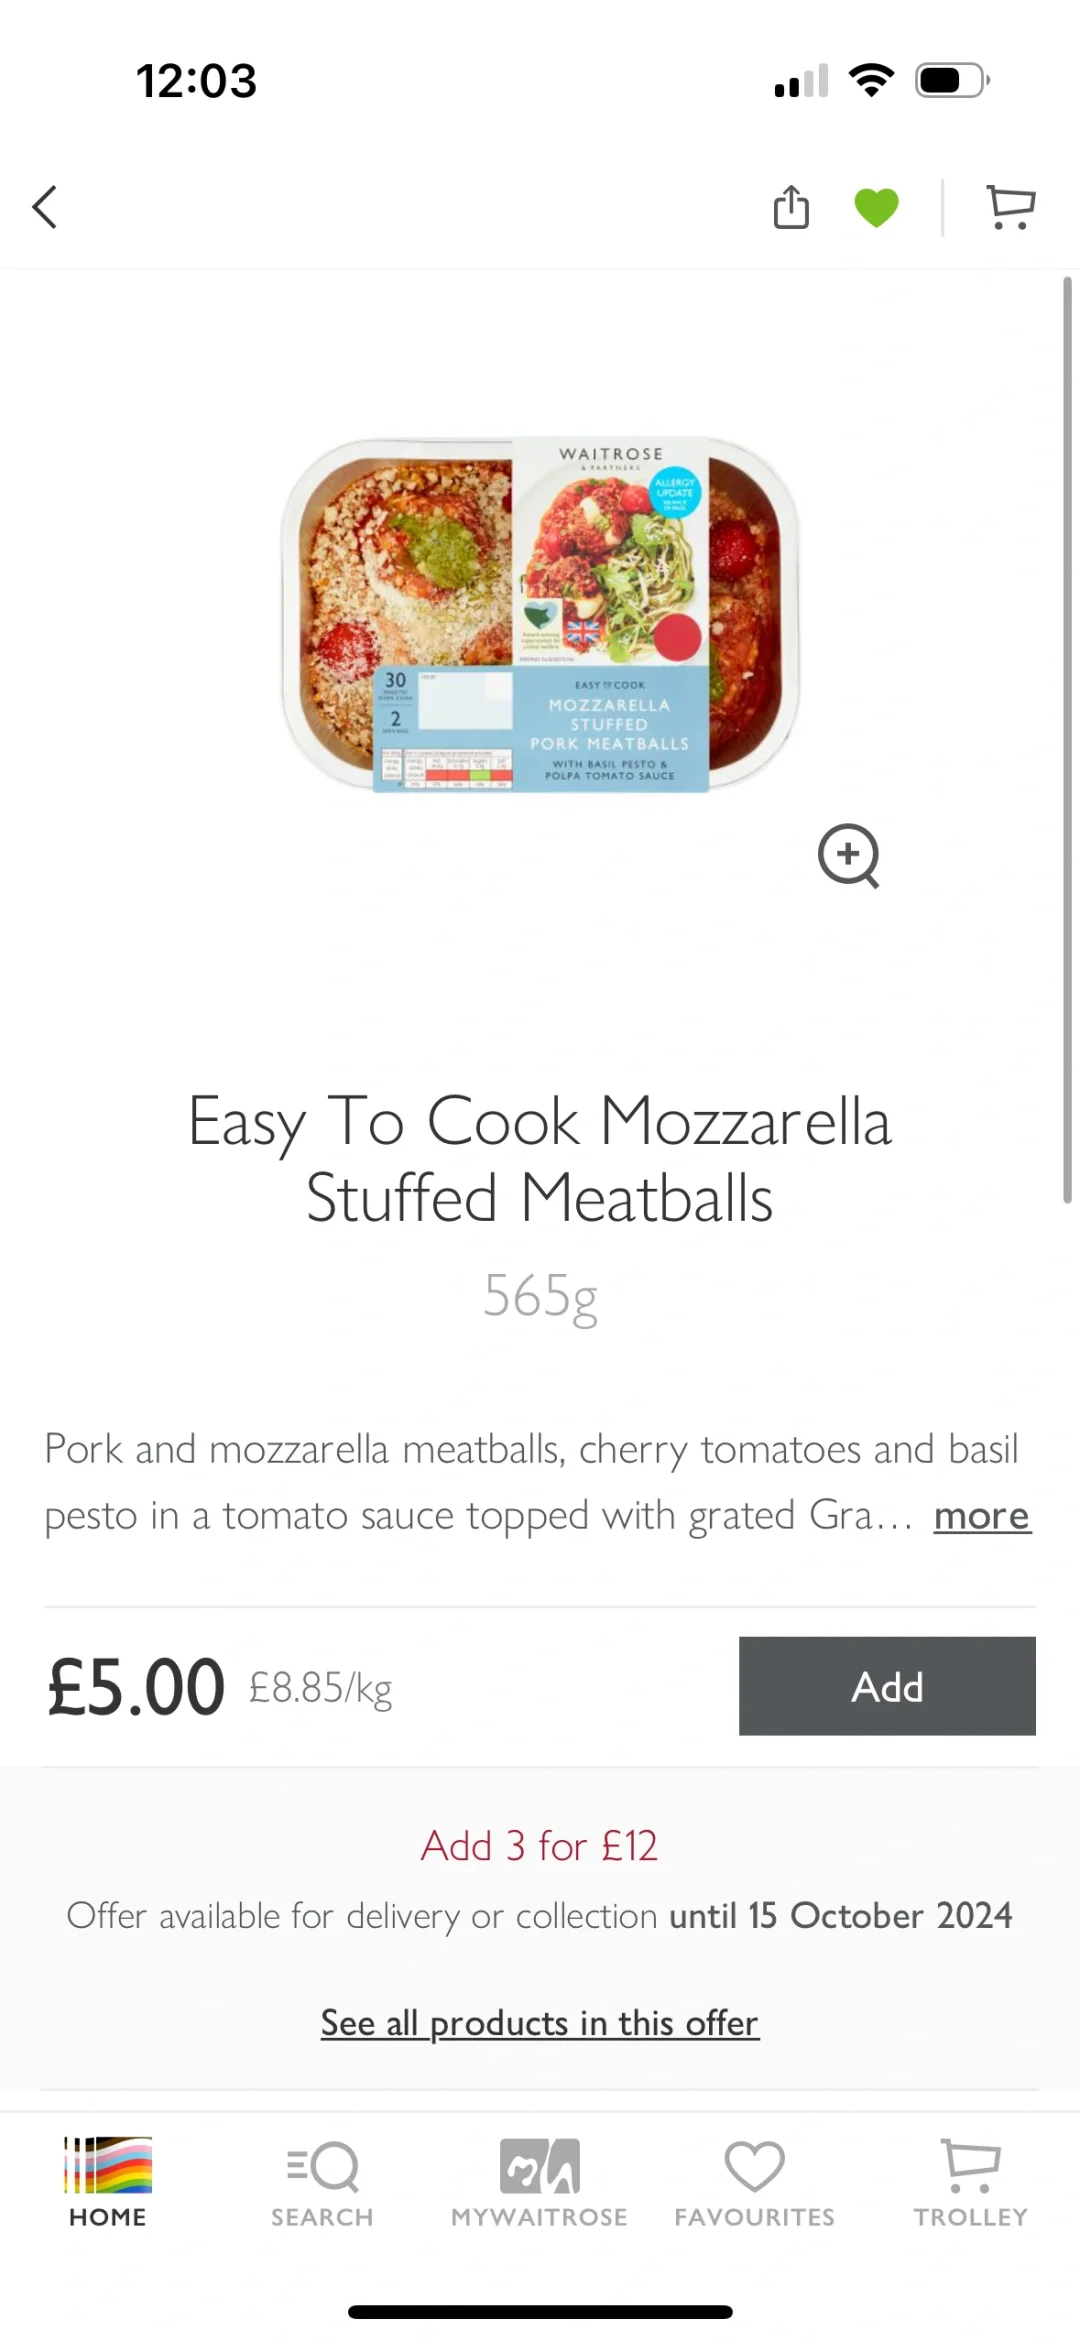 12:03
WAITROSE
& PARTNERS
ALLERGY
UPDATE
30
2
EASY TO COOK
MOZZARELLA
STUFFED
PORK MEATBALLS
WITH BASIL PESTO &
POLPA TOMATO SAUCE
Easy To Cook Mozzarella
Stuffed Meatballs
565g
Pork and mozzarella meatballs, cherry tomatoes and basil
pesto in a tomato sauce topped with grated Gra... more
£5.00 £8.85/kg
Add
Add 3 for £12
Offer available for delivery or collection until 15 October 2024
See all products in this offer
HOME
SEARCH
MYWAITROSE
FAVOURITES
TROLLEY